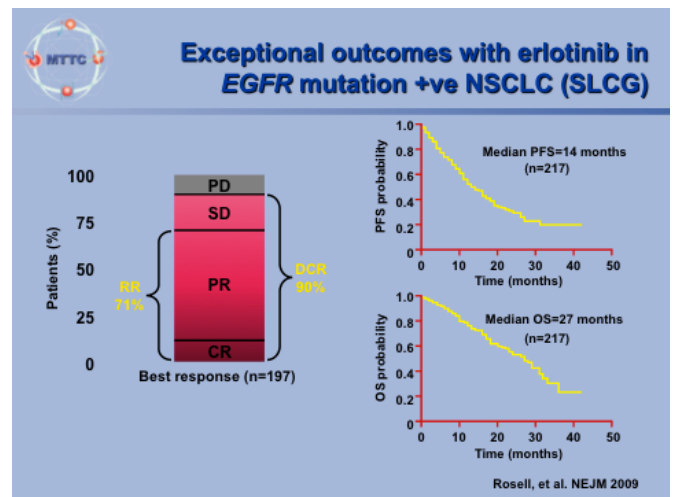 MTTC
Exceptional outcomes with erlotinib in
EGFR mutation +ve NSCLC (SLCG)
Patients (%)
100
75
50
25
0
PD
SD
PR
CR
RR
71%
DCR
90%
Best response (n=197)
PFS probability
1.0
0.8
0.6
0.4
0.2
0
Median PFS=14 months
(n=217)
0 10 20 30 40 50
Time (months)
OS probability
1.0
0.8
0.6
0.4
0.2
0
Median OS=27 months
(n=217)
0 10 20 30 40 50
Time (months)
Rosell, et al. NEJM 2009